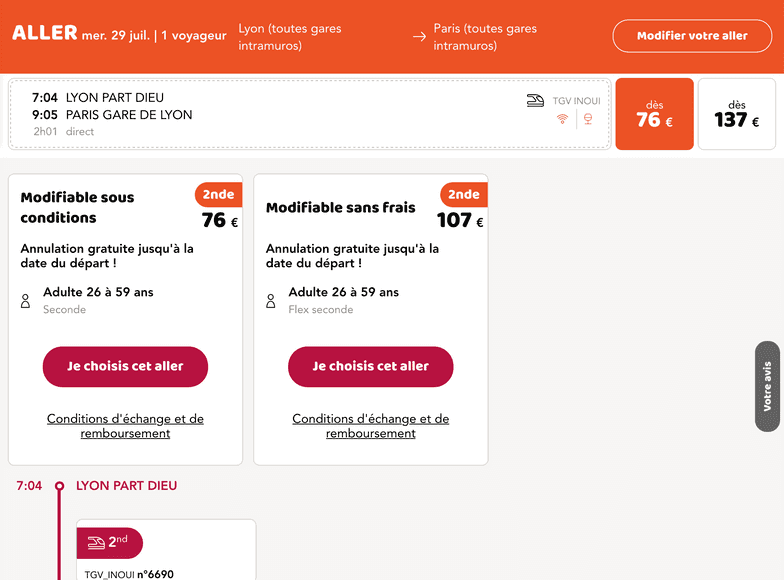 ALLER mer. 29 juil. | 1 voyageur
Lyon (toutes gares
intramuros)
Paris (toutes gares
intramuros)
Modifier votre aller
7:04 LYON PART DIEU
9:05 PARIS GARE DE LYON
2h01 direct
TGV INOUI
dès
76 €
dès
137 €
Modifiable sous
conditions
2nde
76 €
Annulation gratuite jusqu'à la
date du départ !
Adulte 26 à 59 ans
Seconde
Je choisis cet aller
Conditions d'échange et de
remboursement
Modifiable sans frais
2nde
107 €
Annulation gratuite jusqu'à la
date du départ !
Adulte 26 à 59 ans
Flex seconde
Je choisis cet aller
Conditions d'échange et de
remboursement
Votre avis
7:04 LYON PART DIEU
2nd
TGV_INOUI n°6690